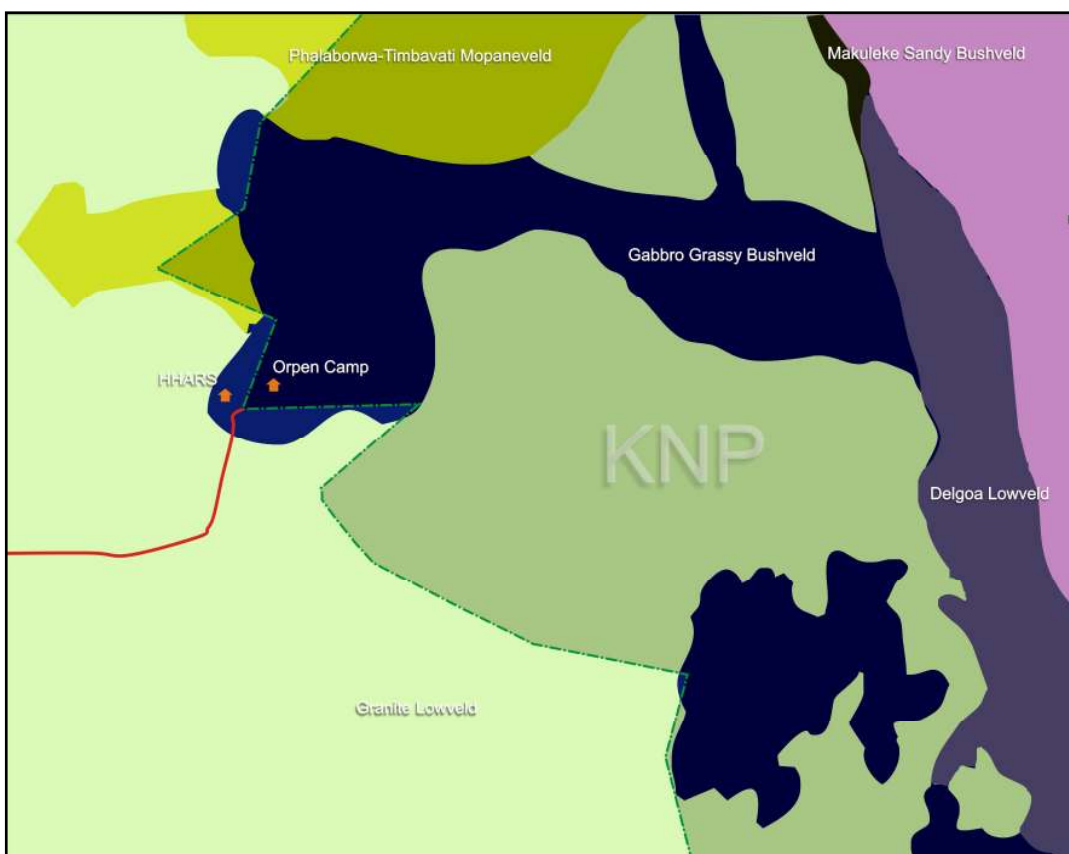 Phalaborwa-Timbavati Mopaneveld
Makuleke Sandy Bushveld
Gabbro Grassy Bushveld
HHARS
Orpen Camp
KNP
Delgoa Lowveld
Granite Lowveld